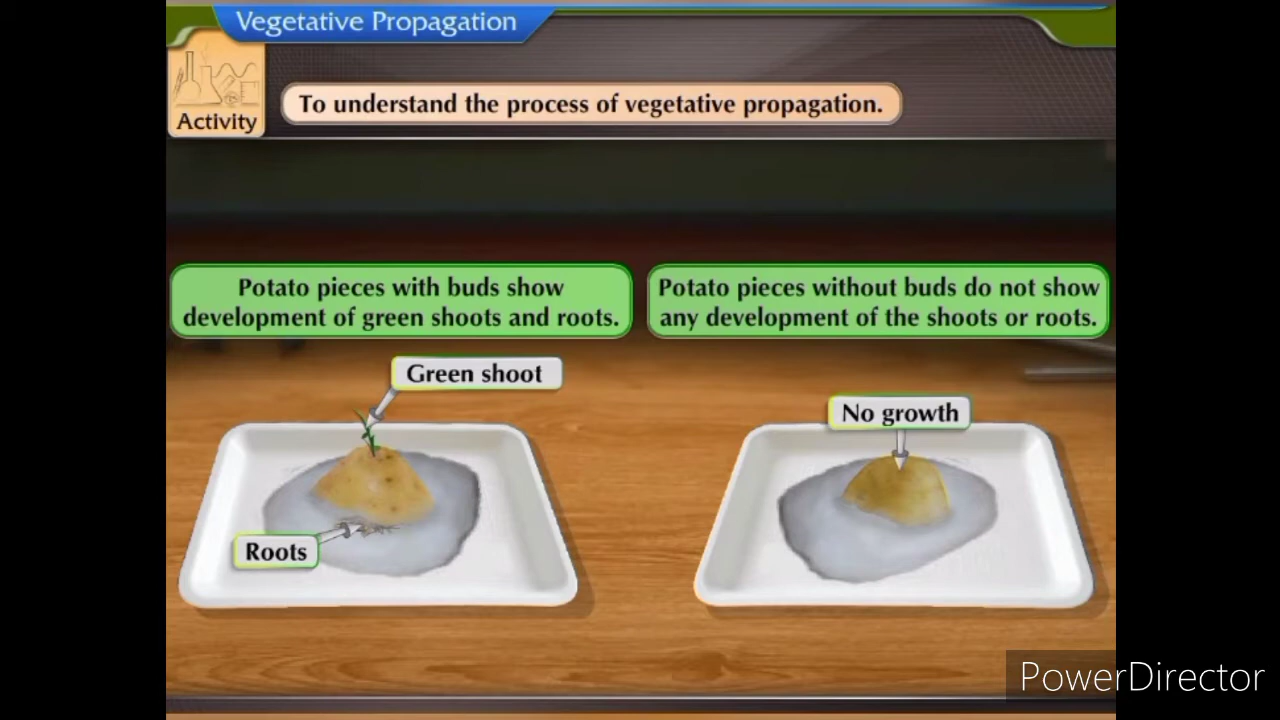 Vegetative Propagation
Activity
To understand the process of vegetative propagation.
Potato pieces with buds show
development of green shoots and roots.
Potato pieces without buds do not show
any development of the shoots or roots.
Green shoot
No growth
Roots
PowerDirector